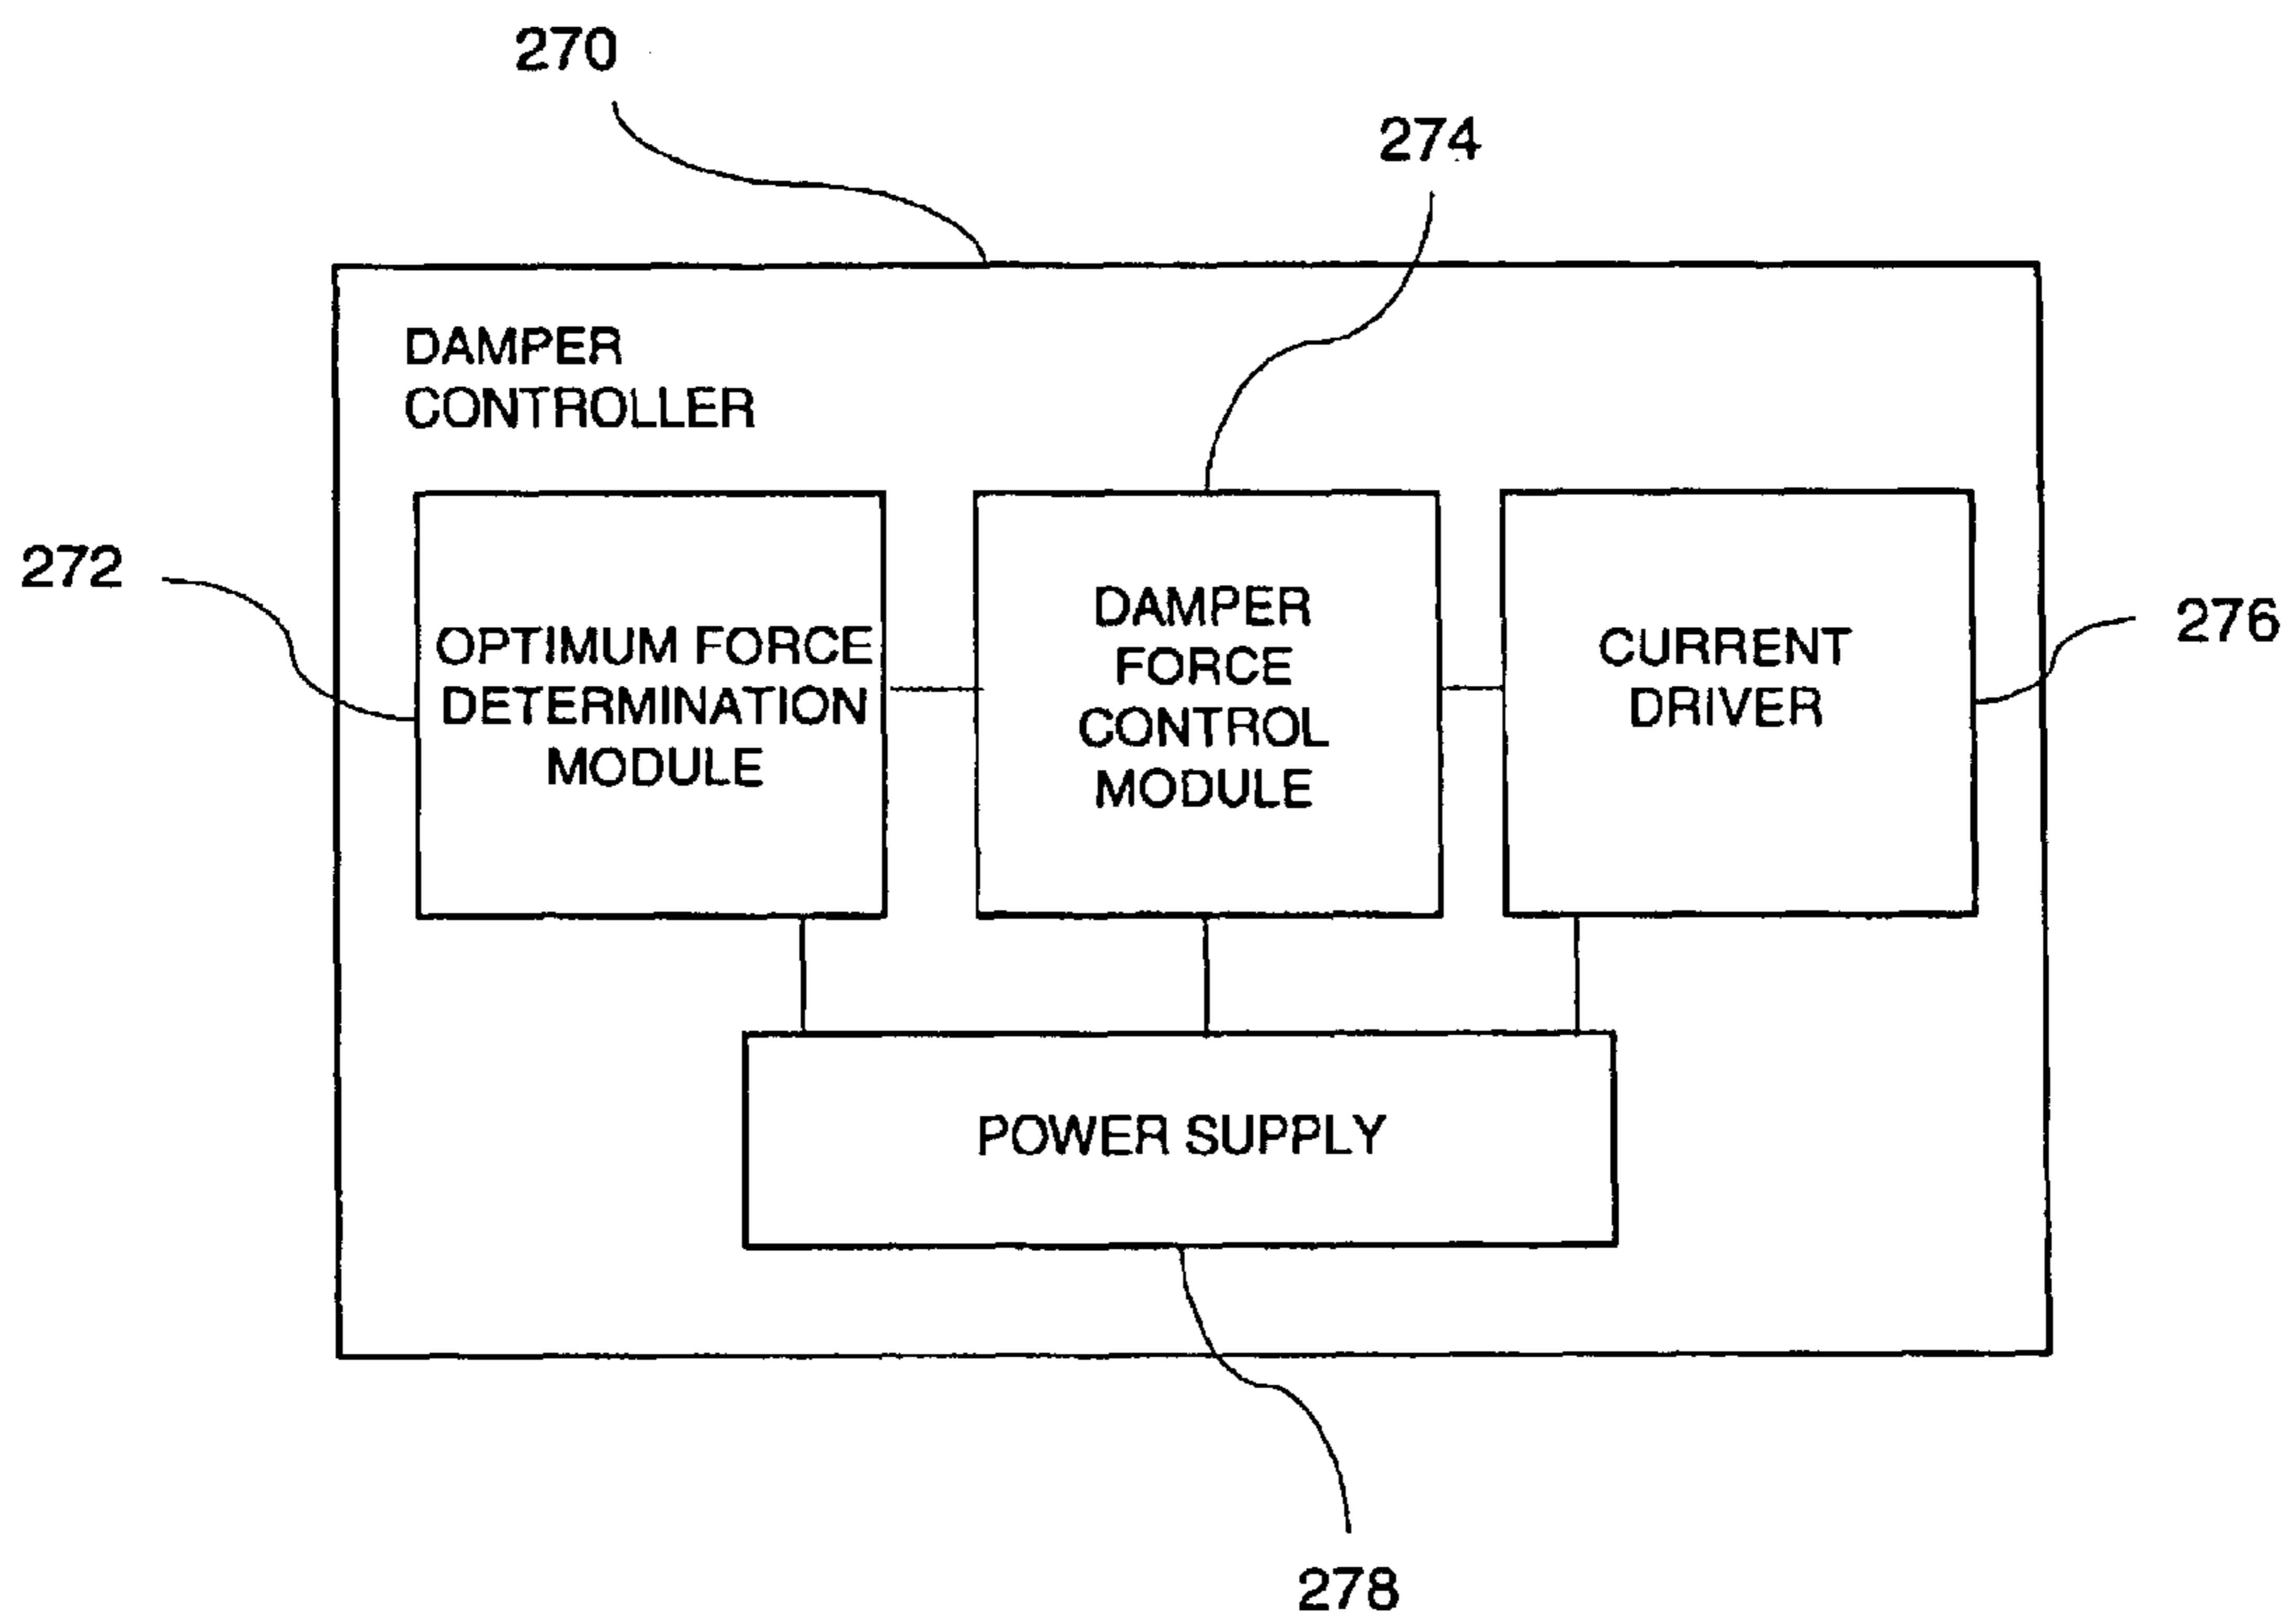 270
274
DAMPER
CONTROLLER
272
OPTIMUM FORCE
DETERMINATION
MODULE
DAMPER
FORCE
CONTROL
MODULE
CURRENT
DRIVER
276
POWER SUPPLY
278